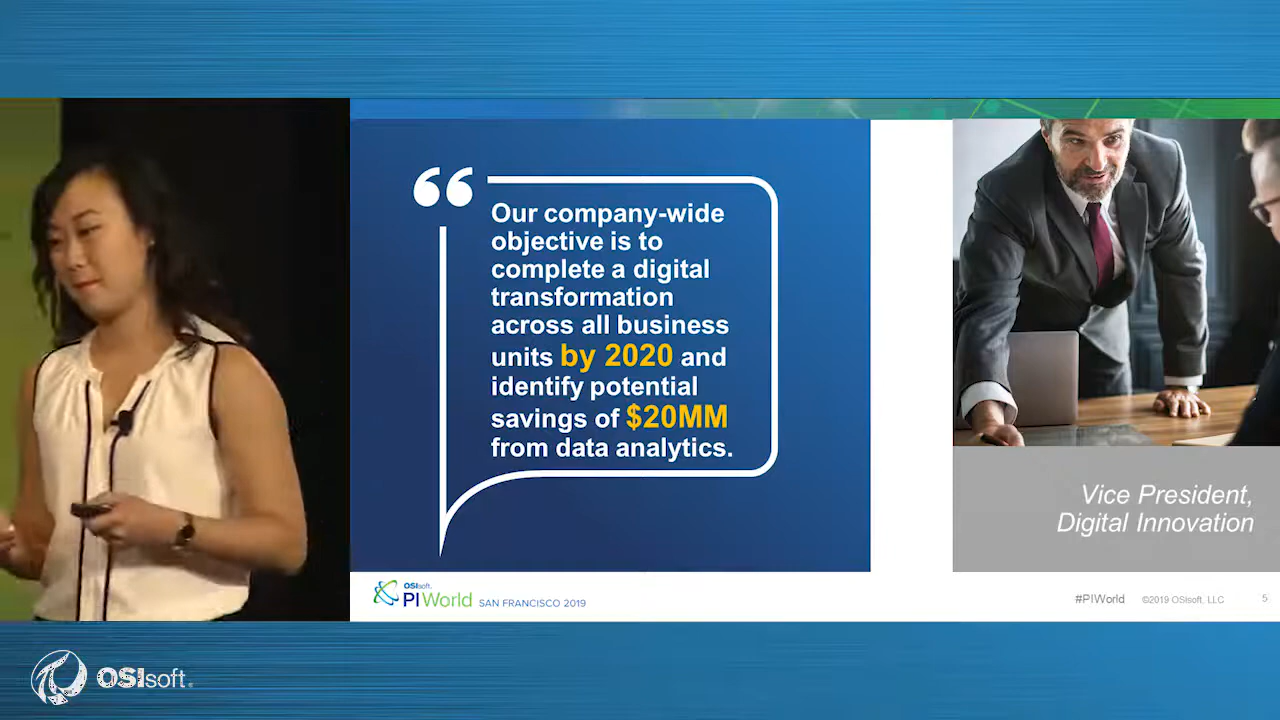 “
Our company-wide
objective is to
complete a digital
transformation
across all business
units by 2020 and
identify potential
savings of $20MM
from data analytics.
Vice President,
Digital Innovation
OSIsoft.
PI World SAN FRANCISCO 2019
#PIWorld ©2019 OSIsoft, LLC 5
OSIsoft.